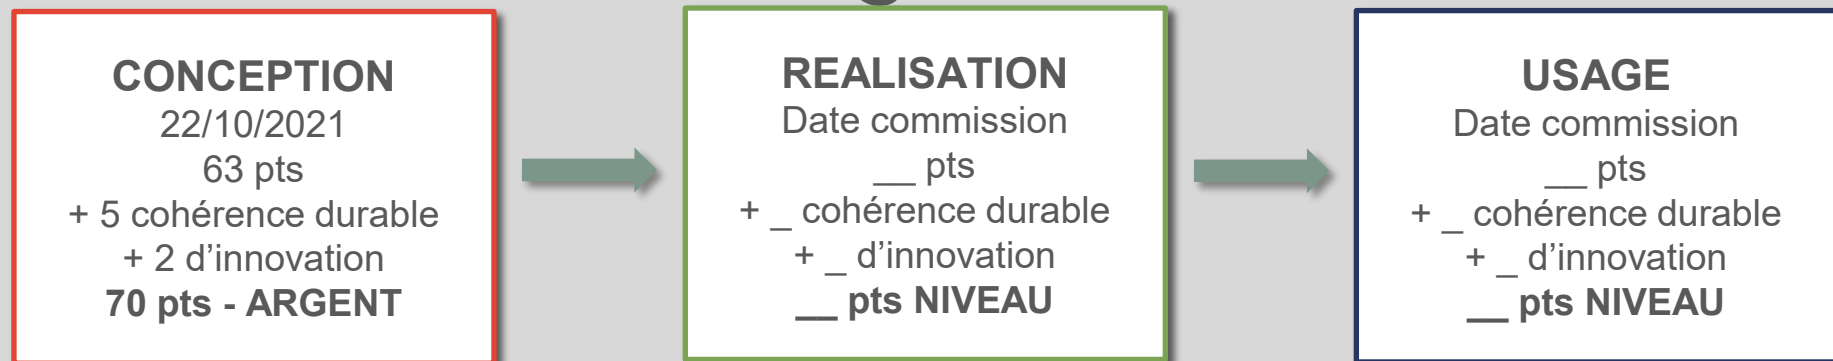 CONCEPTION
22/10/2021
63 pts
+ 5 cohérence durable
+ 2 d’innovation
70 pts - ARGENT
REALISATION
Date commission
__ pts
+ _ cohérence durable
+ _ d’innovation
__ pts NIVEAU
USAGE
Date commission
__ pts
+ _ cohérence durable
+ _ d’innovation
__ pts NIVEAU